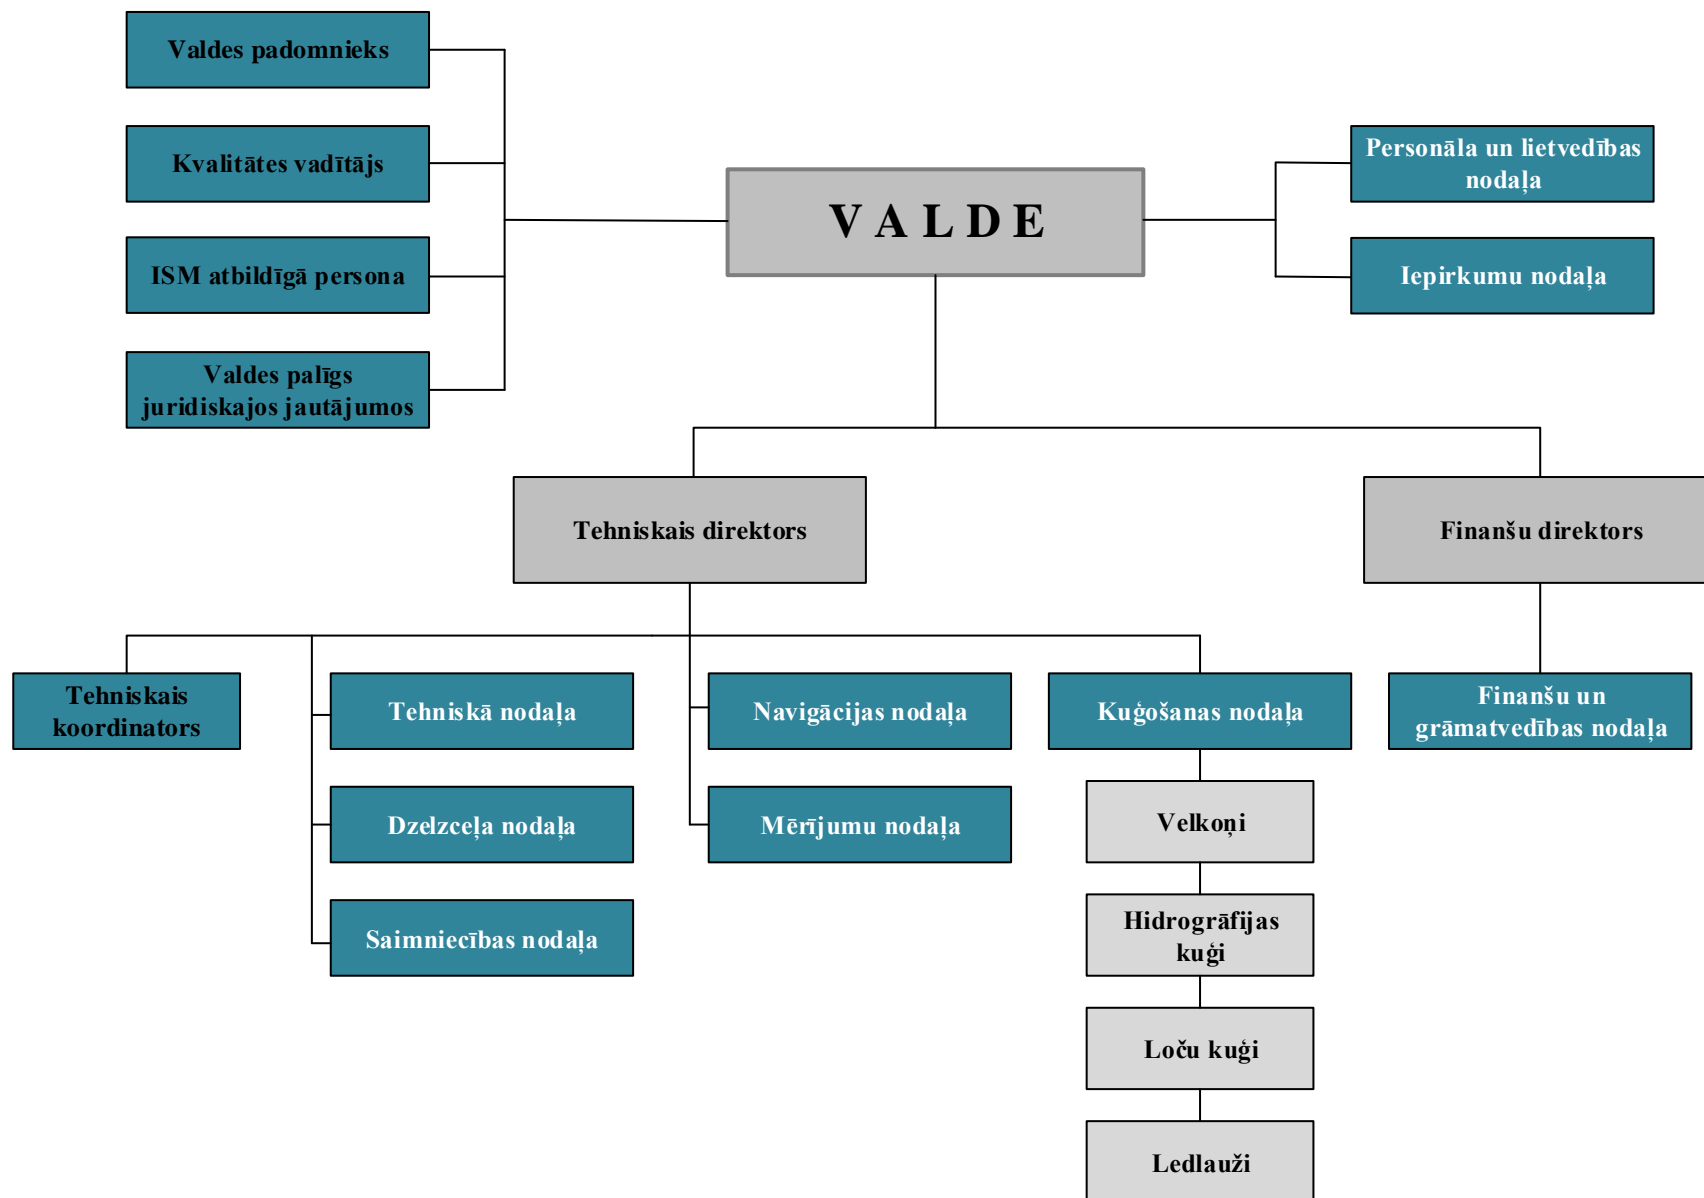 Valdes padomnieks
Kvalitātes vadītājs
ISM atbildīgā persona
Valdes palīgs
juridiskajos jautājumos
V A L D E
Personāla un lietvedības
nodaļa
Iepirkumu nodaļa
Tehniskais direktors
Finanšu direktors
Tehniskais
koordinators
Tehniskā nodaļa
Dzelzceļa nodaļa
Saimniecības nodaļa
Navigācijas nodaļa
Mērījumu nodaļa
Kuģošanas nodaļa
Velkoņi
Hidrogrāfijas
kuģi
Loču kuģi
Ledlauži
Finanšu un
grāmatvedības nodaļa